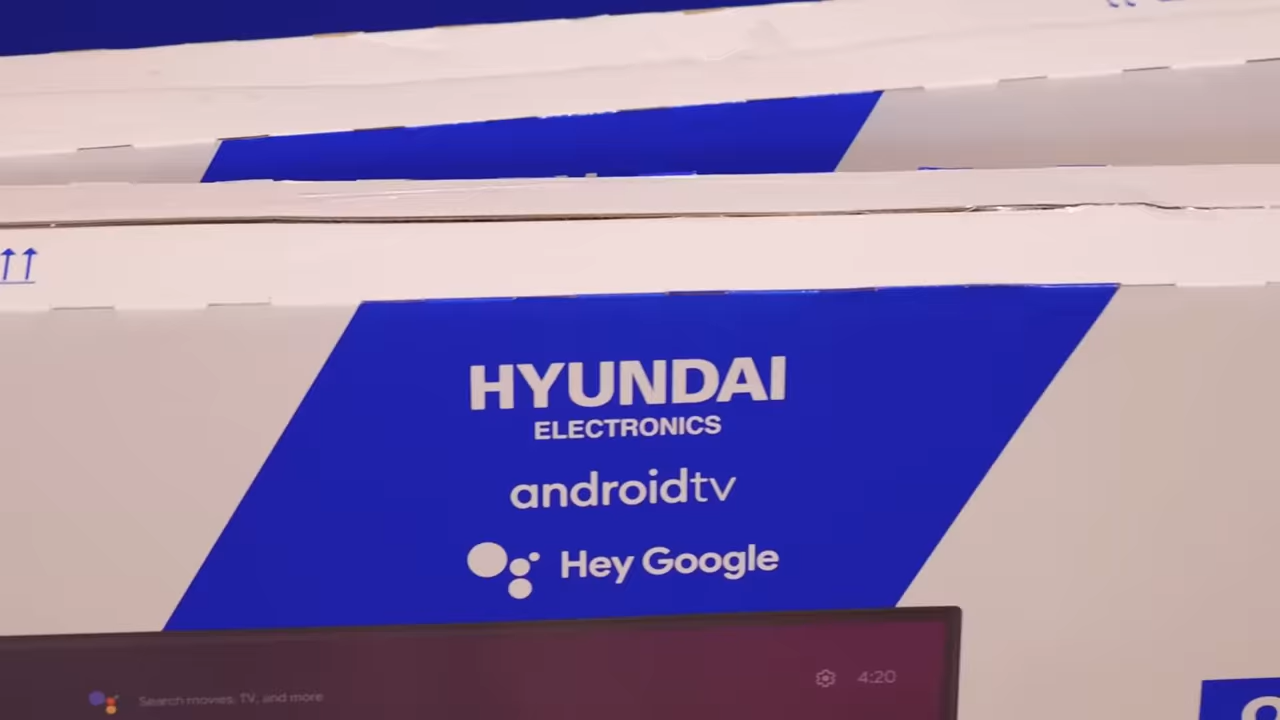 HYUNDAI
ELECTRONICS
androidtv
Hey Google
Search movies, TV, and more
4:20